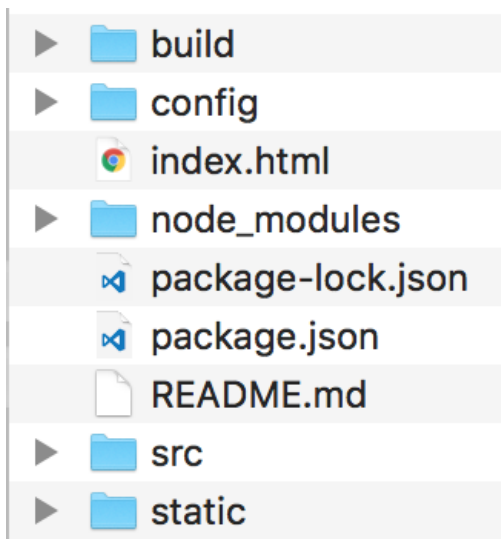 build
config
index.html
node_modules
package-lock.json
package.json
README.md
src
static